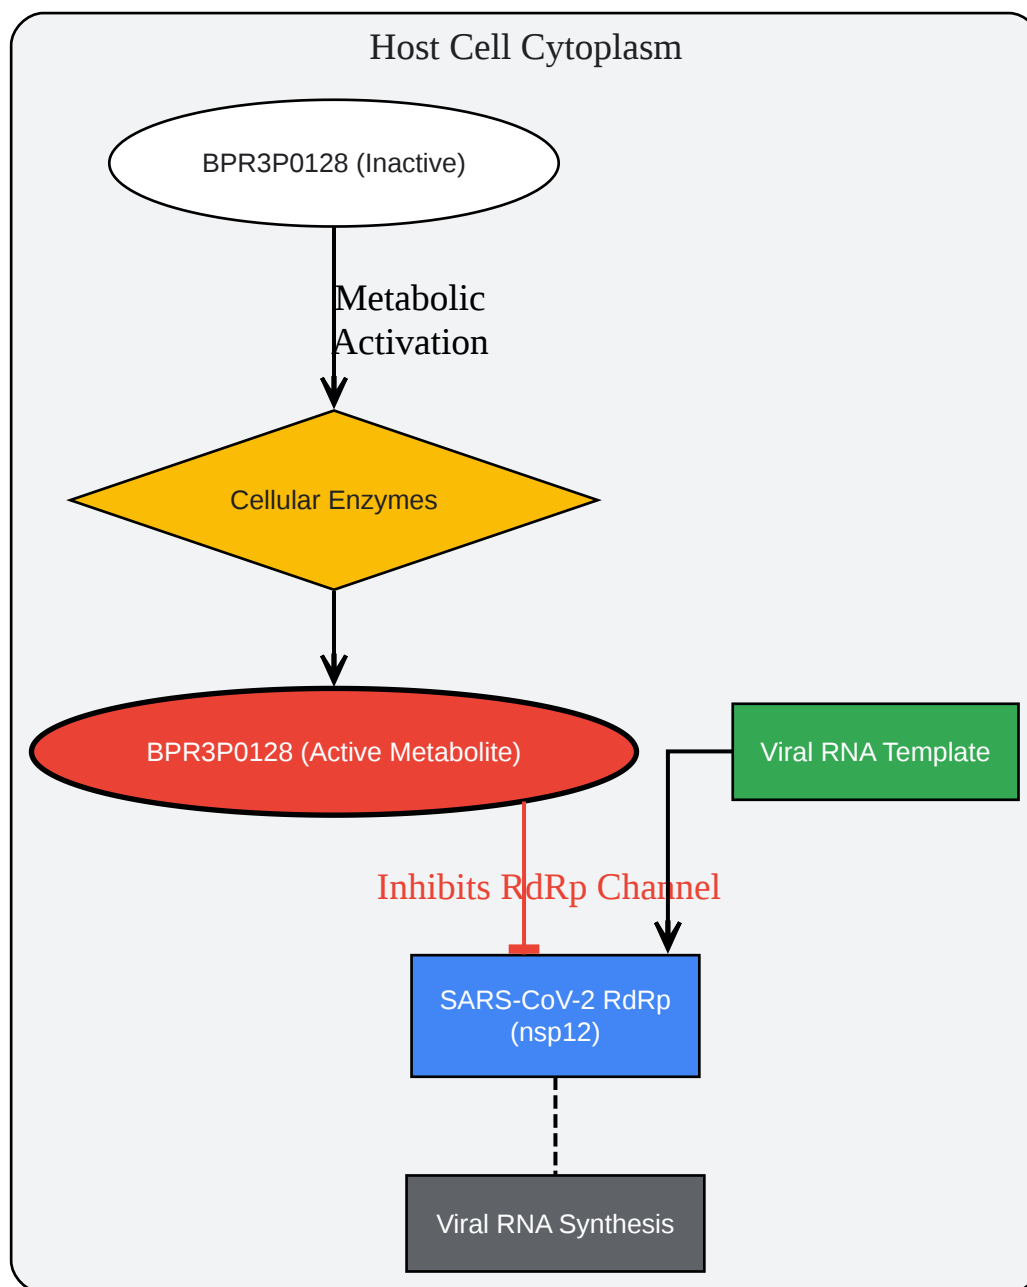 Host Cell Cytoplasm
BPR3P0128 (Inactive)
Metabolic
Activation
Cellular Enzymes
BPR3P0128 (Active Metabolite)
Viral RNA Template
Inhibits RdRp Channel
SARS-CoV-2 RdRp
(nsp12)
Viral RNA Synthesis